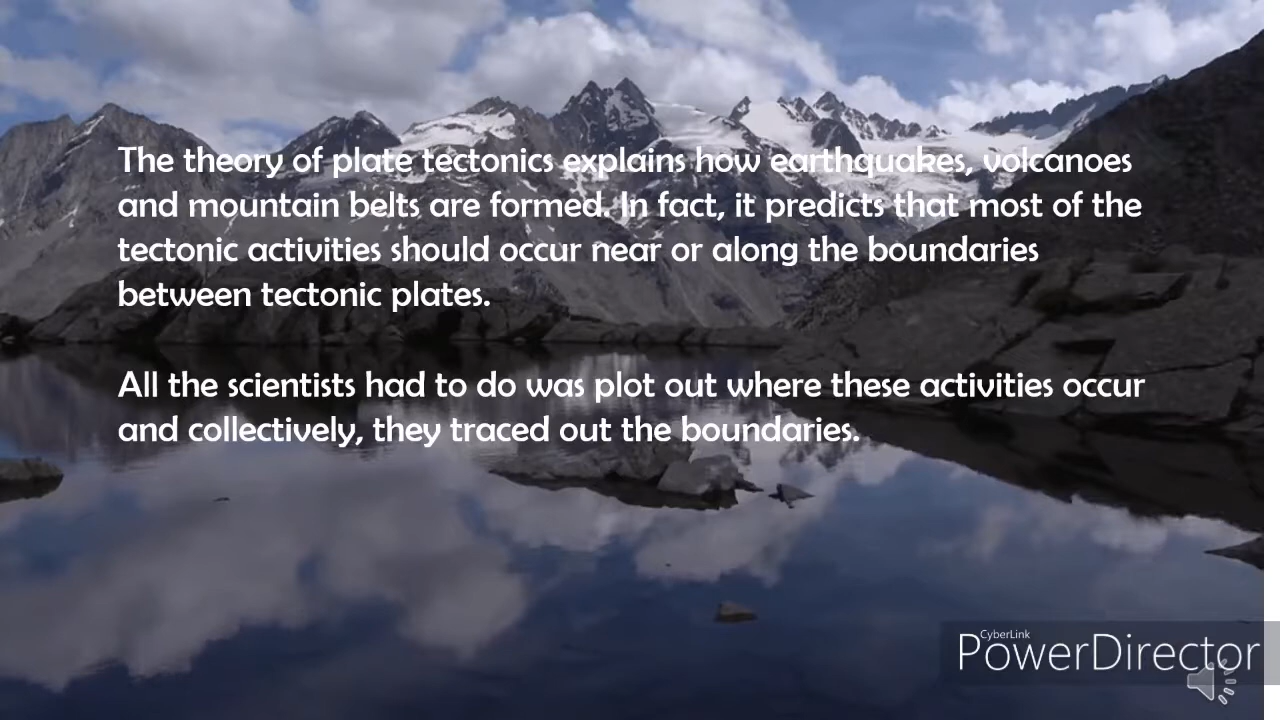 The theory of plate tectonics explains how earthquakes, volcanoes
and mountain belts are formed. In fact, it predicts that most of the
tectonic activities should occur near or along the boundaries
between tectonic plates.
All the scientists had to do was plot out where these activities occur
and collectively, they traced out the boundaries.
CyberLink
PowerDirector